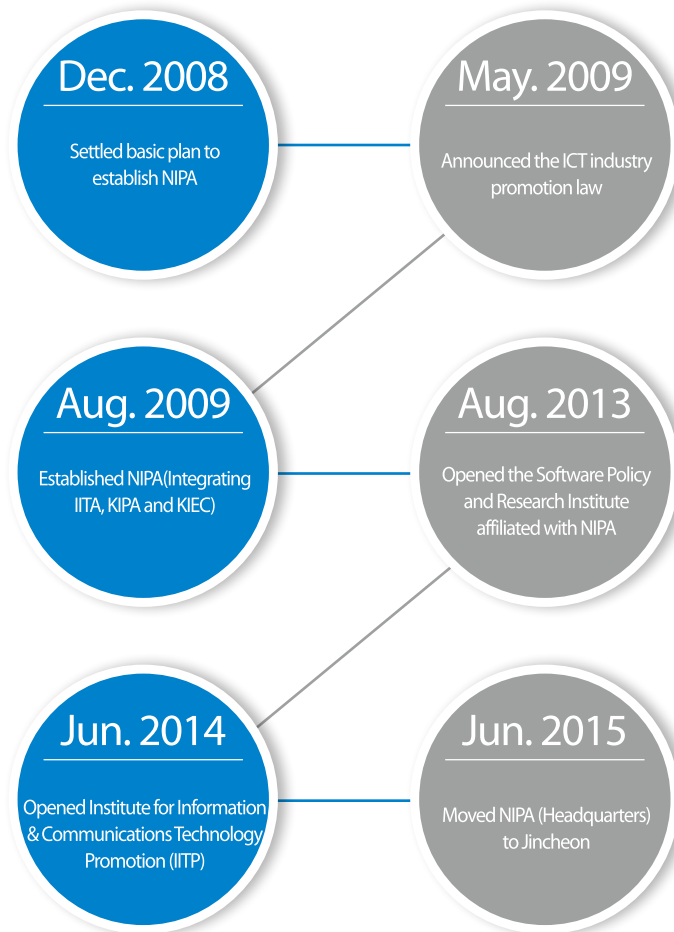 Dec. 2008
Settled basic plan to
establish NIPA
May. 2009
Announced the ICT industry
promotion law
Aug. 2009
Established NIPA(Integrating
IITA, KIPA and KIEC)
Aug. 2013
Opened the Software Policy
and Research Institute
affiliated with NIPA
Jun. 2014
Opened Institute for Information
& Communications Technology
Promotion (IITP)
Jun. 2015
Moved NIPA (Headquarters)
to Jincheon